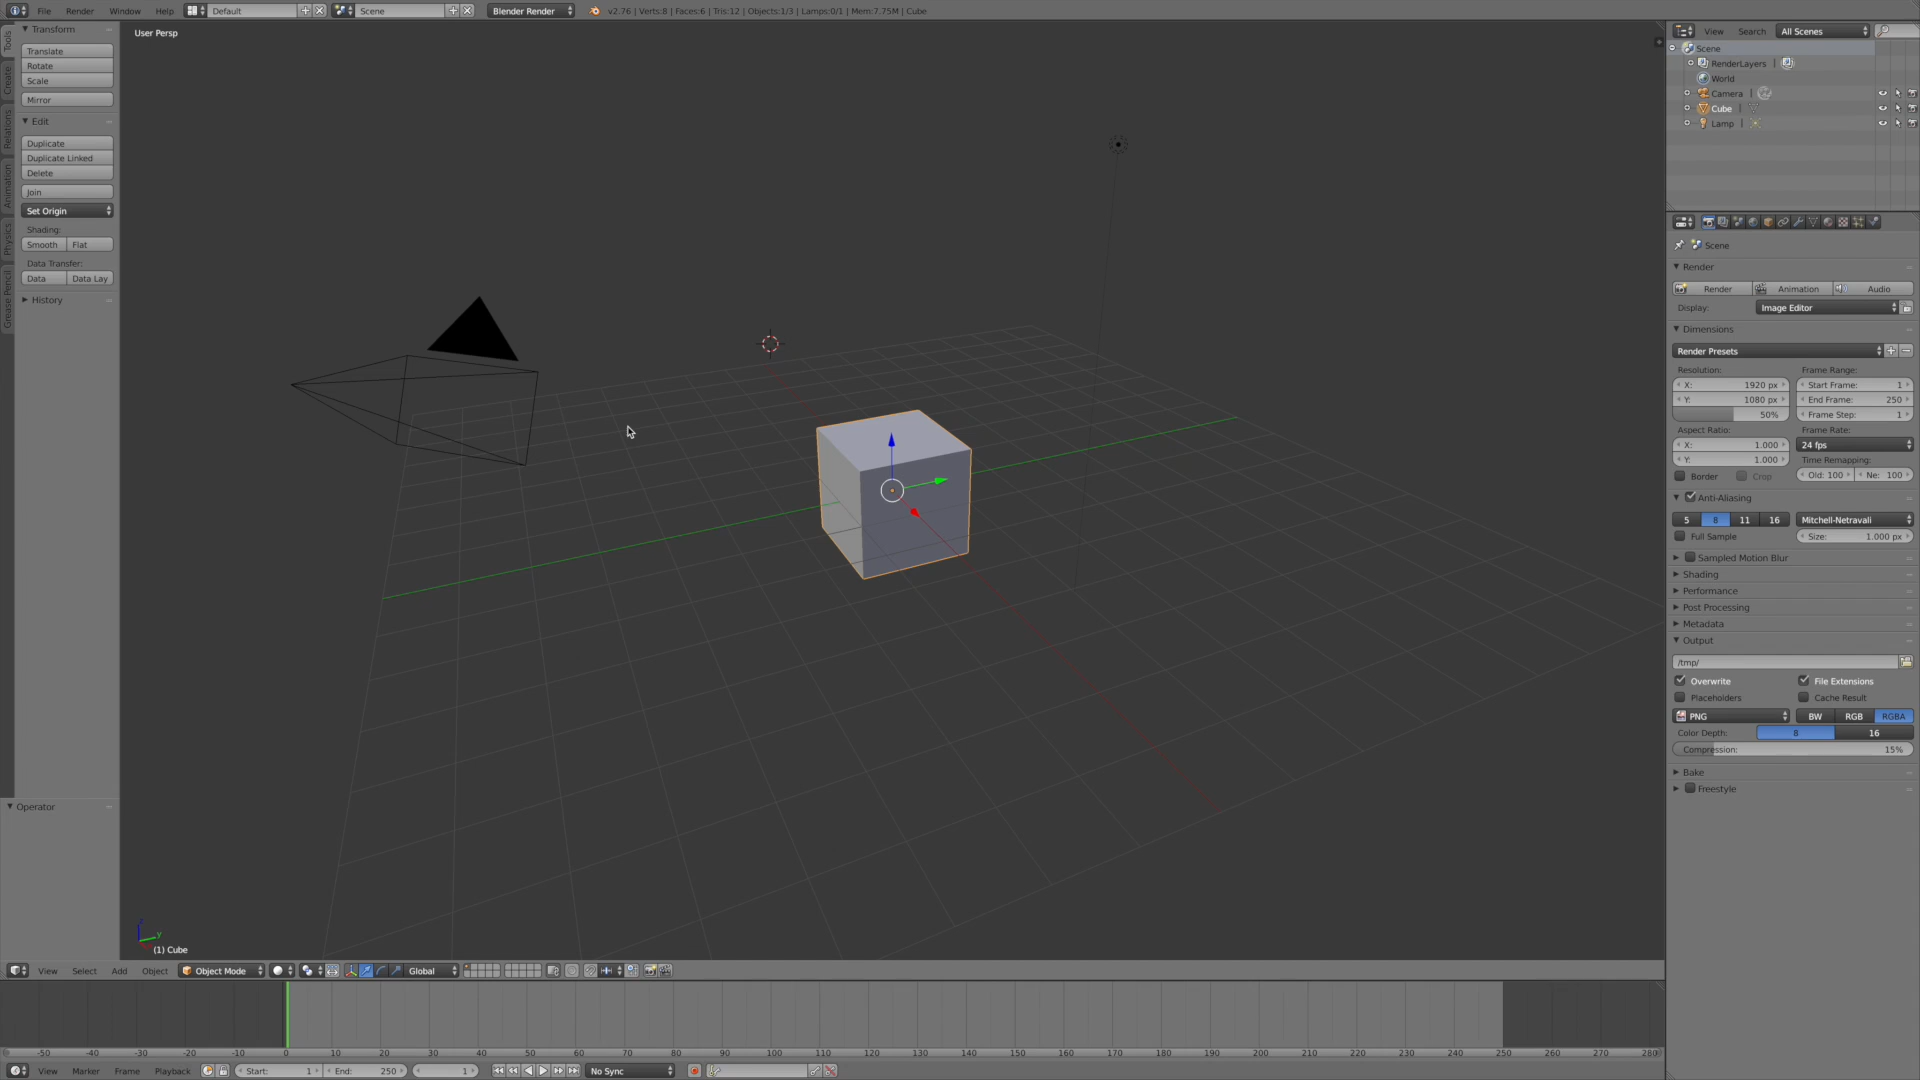 File Render Window Help Default Scene Blender Render v2.76 | Verts:8 | Faces:6 | Tris:12 | Objects:1/3 | Lamps:0/1 | Mem:7.75M | Cube
Tools
Create
Relations
Animation
Physics
Grease Pencil
Transform
Translate
Rotate
Scale
Mirror
Edit
Duplicate
Duplicate Linked
Delete
Join
Set Origin
Shading:
Smooth Flat
Data Transfer:
Data Data Lay
History
Operator
User Persp
z
y
(1) Cube
View Search All Scenes
Scene
RenderLayers |
World
Camera |
Cube |
Lamp |
Scene
Render
Render Animation Audio
Display: Image Editor
Dimensions
Render Presets
Resolution: Frame Range:
X: 1920 px Start Frame: 1
Y: 1080 px End Frame: 250
50% Frame Step: 1
Aspect Ratio: Frame Rate:
X: 1.000 24 fps
Y: 1.000 Time Remapping:
Border Crop Old: 100 Ne: 100
Anti-Aliasing
5 8 11 16 Mitchell-Netravali
Full Sample Size: 1.000 px
Sampled Motion Blur
Shading
Performance
Post Processing
Metadata
Output
/tmp/
Overwrite File Extensions
Placeholders Cache Result
PNG BW RGB RGBA
Color Depth: 8 16
Compression: 15%
Bake
Freestyle
View Select Add Object Object Mode Global
-50 -40 -30 -20 -10 0 10 20 30 40 50 60 70 80 90 100 110 120 130 140 150 160 170 180 190 200 210 220 230 240 250 260 270 280
View Marker Frame Playback Start: 1 End: 250 1 No Sync